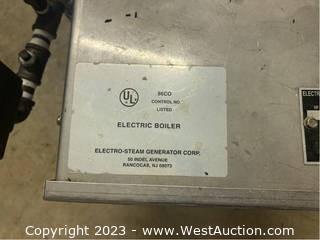 UL
96CO
CONTROL NO.
LISTED
ELECTRIC BOILER
ELECTRO-STEAM GENERATOR CORP.
50 INDEL AVENUE
RANCOCAS, NJ 08073
ELECTR
Copyright 2023 - WestAuction.com